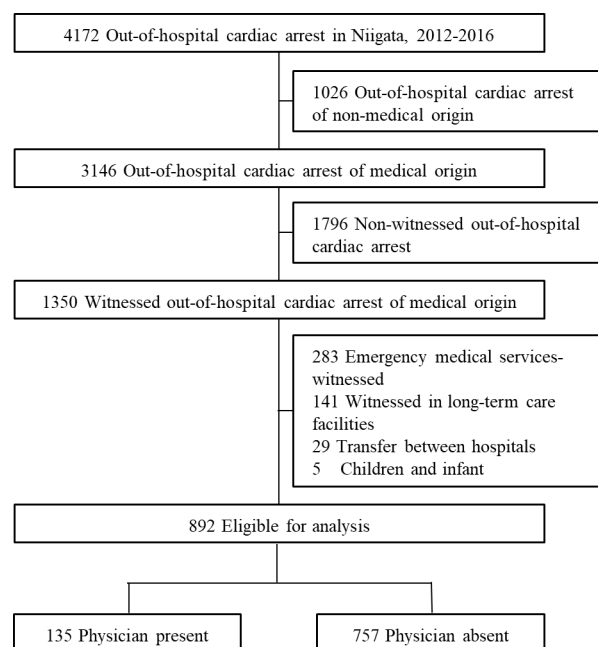 4172 Out-of-hospital cardiac arrest in Niigata, 2012-2016
1026 Out-of-hospital cardiac arrest
of non-medical origin
3146 Out-of-hospital cardiac arrest of medical origin
1796 Non-witnessed out-of-hospital
cardiac arrest
1350 Witnessed out-of-hospital cardiac arrest of medical origin
283 Emergency medical services-
witnessed
141 Witnessed in long-term care
facilities
29 Transfer between hospitals
5 Children and infant
892 Eligible for analysis
135 Physician present
757 Physician absent